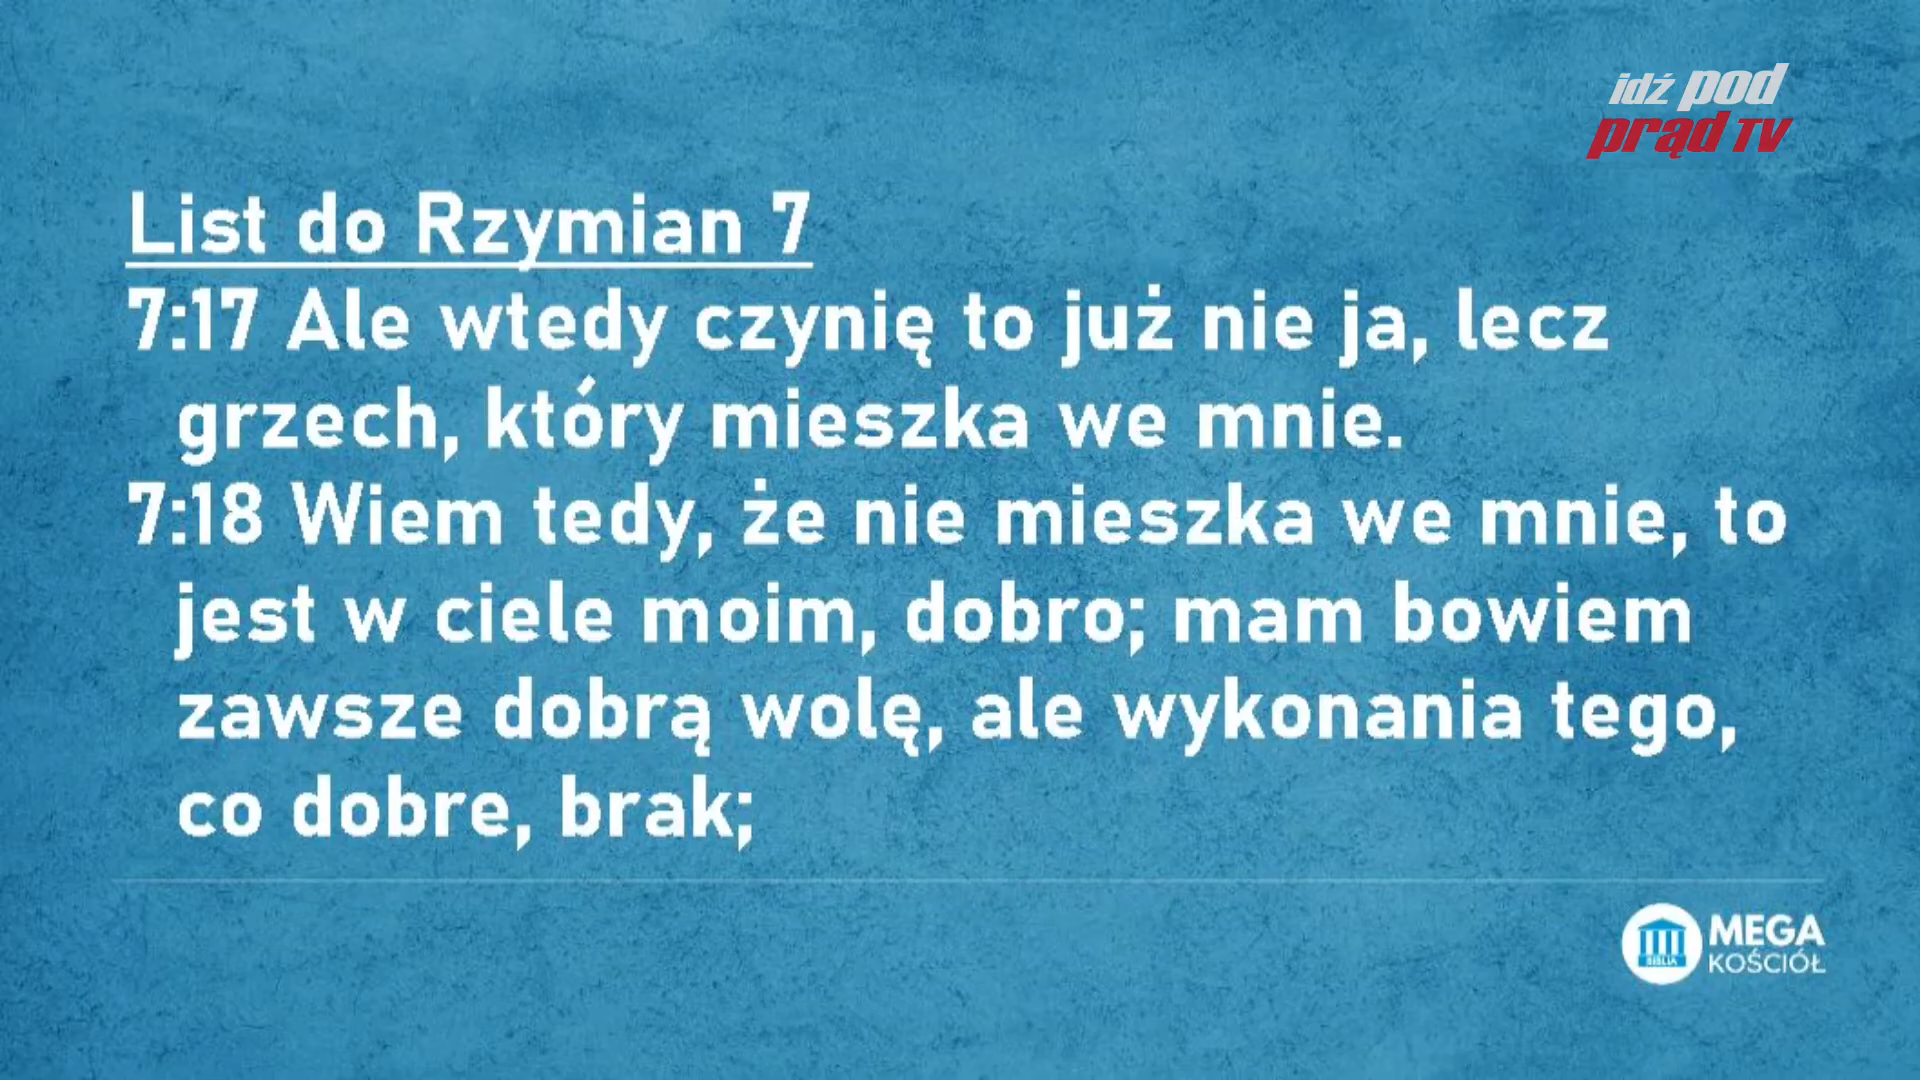 idź pod
prąd TV
List do Rzymian 7
7:17 Ale wtedy czynię to już nie ja, lecz
grzech, który mieszka we mnie.
7:18 Wiem tedy, że nie mieszka we mnie, to
jest w ciele moim, dobro; mam bowiem
zawsze dobrą wolę, ale wykonania tego,
co dobre, brak;
BIBLIA
MEGA
KOŚCIÓŁ